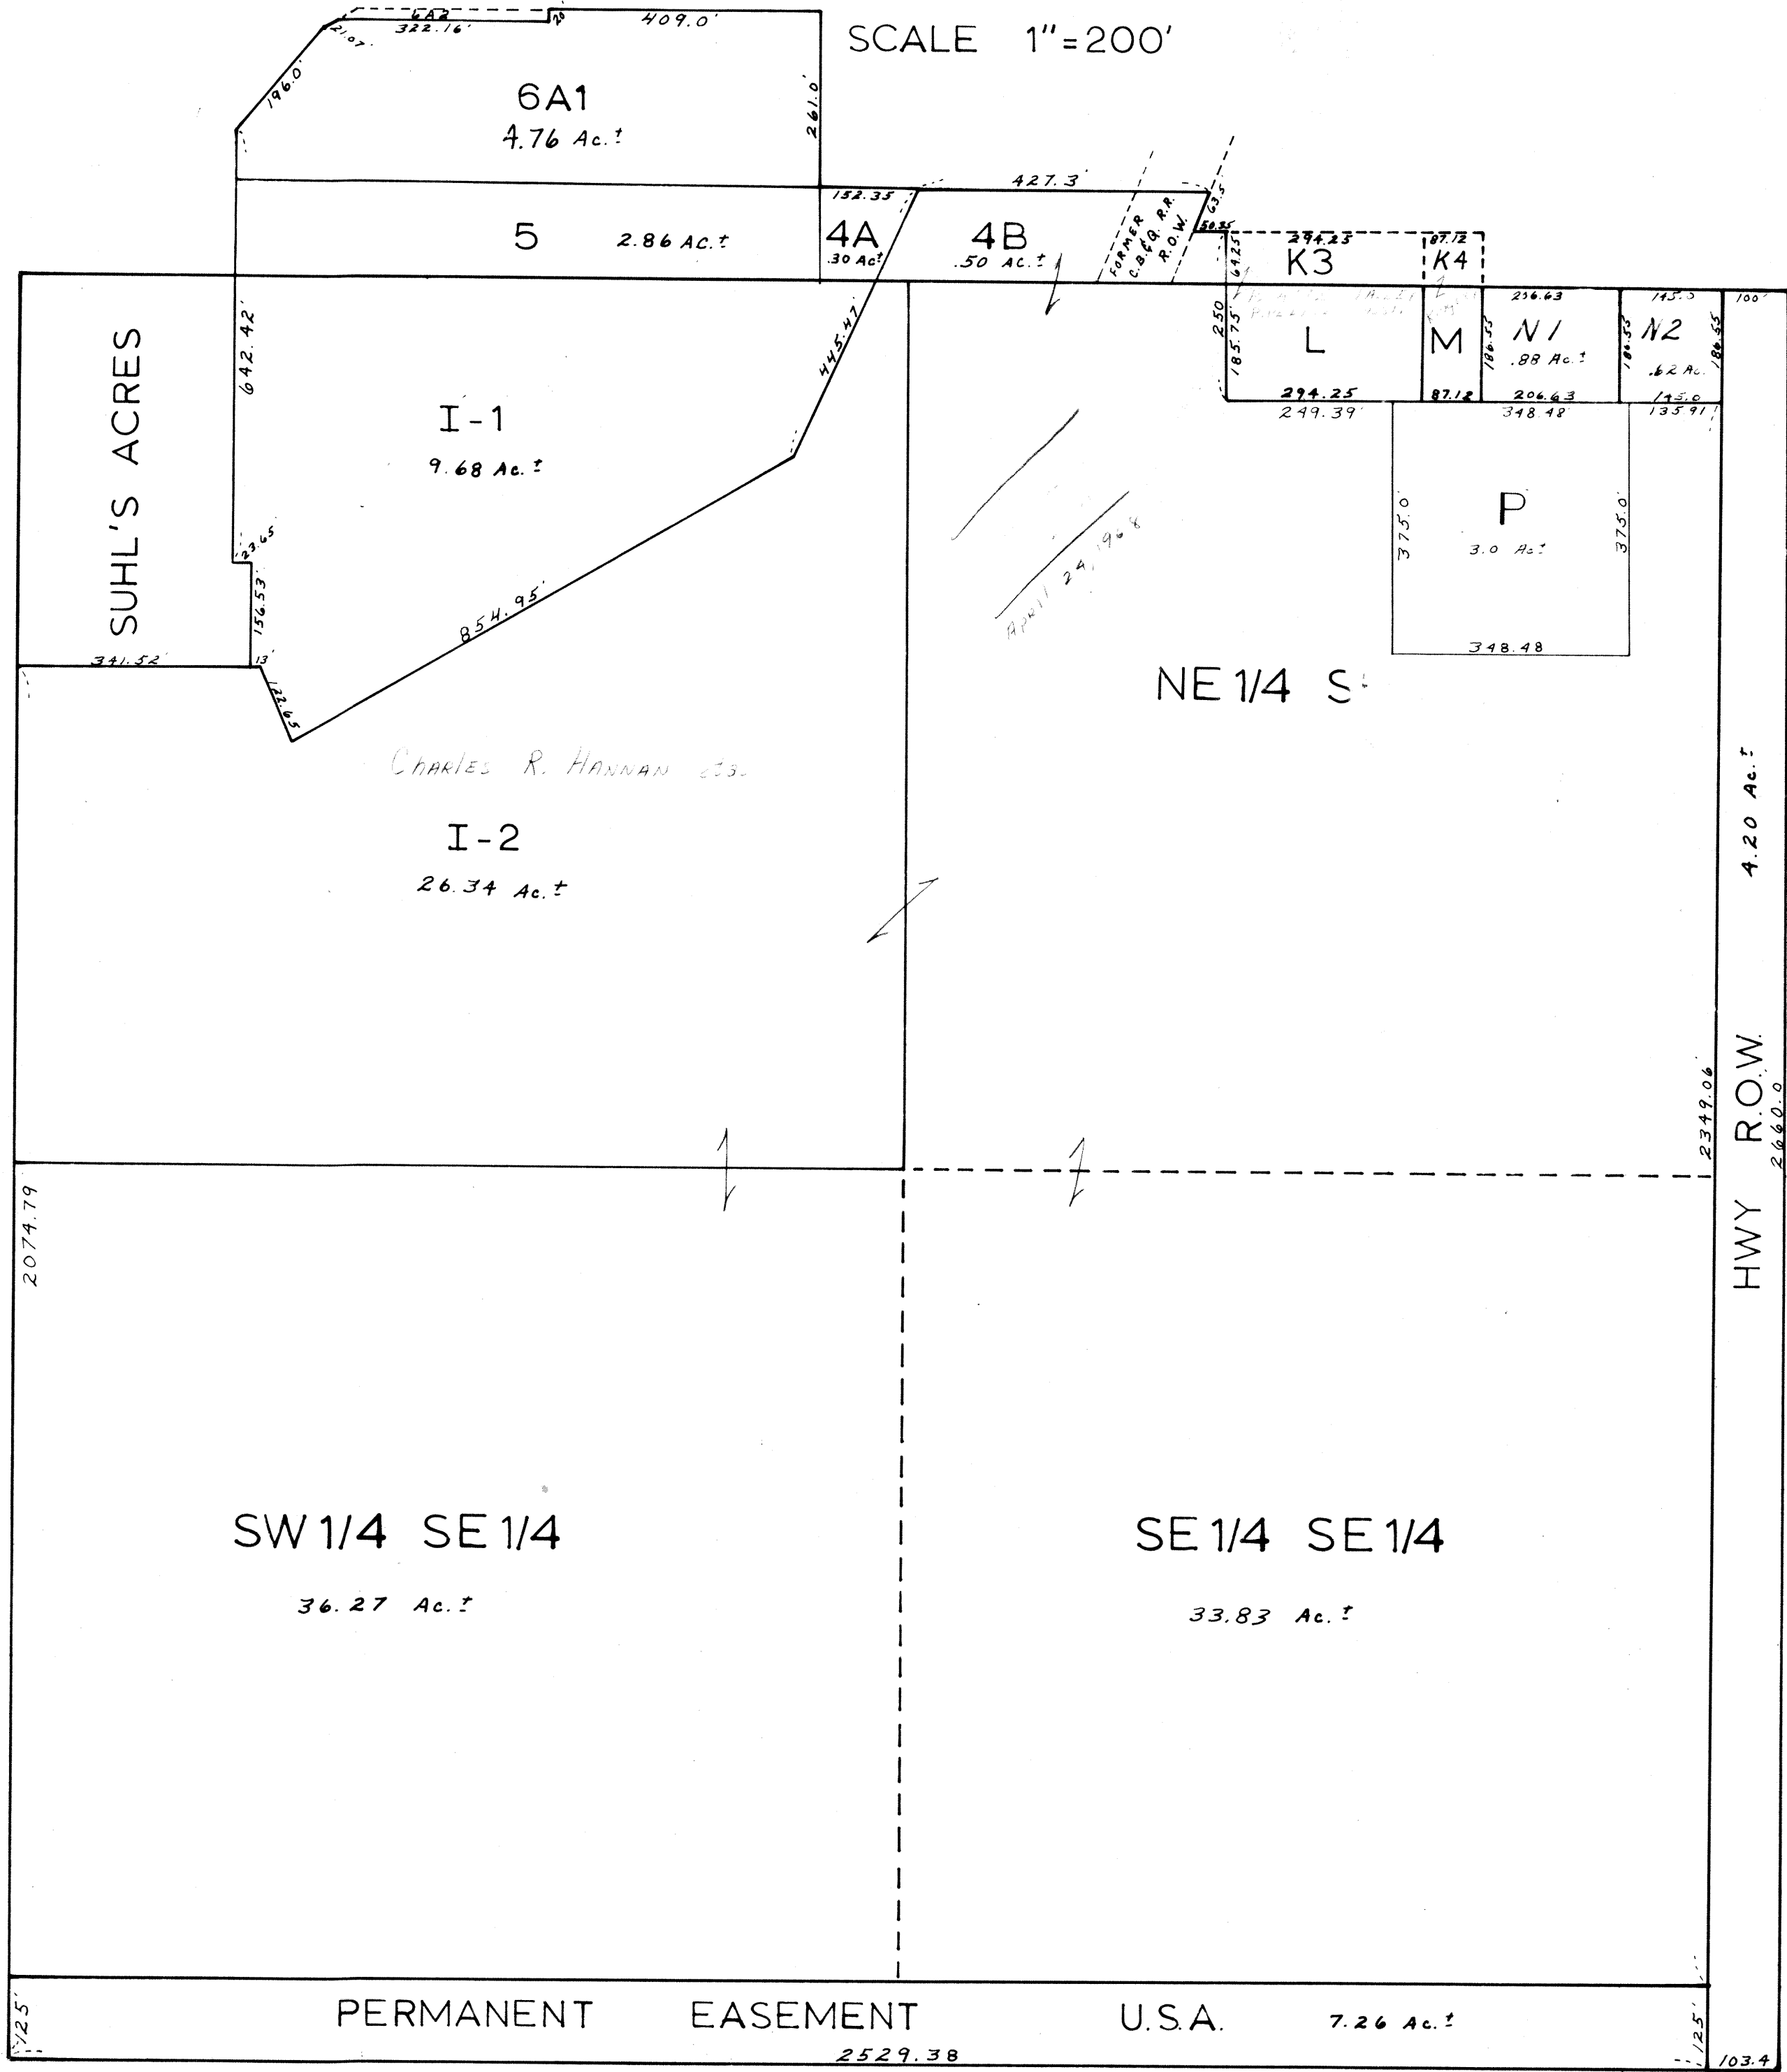 SCALE 1"=200'
6A2
322.16'
20'
409.0'
21.07'
196.0'
6A1
4.76 Ac.±
261.0'
5
2.86 AC.±
152.35
4A
.30 Ac±
427.3'
4B
.50 AC.±
FORMER
C.B.&Q. R.R.
R.O.W.
63.5
50.35
64.25
294.25
K3
87.12
K4
SUHL'S ACRES
642.42'
I-1
9.68 Ac.±
445.47'
23.65'
156.53'
854.95'
341.52'
13'
122.65
250
185.75'
L
294.25
249.39'
M
87.12
186.55
N1
.88 Ac.±
206.63
348.48'
186.55
145.0
N2
.62 Ac.
186.55
145.0
135.91'
100'
375.0'
P
3.0 Ac±
375.0'
348.48
April 24, 1968
NE 1/4 S
CHARLES R. HANNAN
I-2
26.34 Ac.±
4.20 Ac.±
HWY R.O.W.
2349.06'
2660.0
2074.79
SW 1/4 SE 1/4
36.27 Ac.±
SE 1/4 SE 1/4
33.83 Ac.±
125'
PERMANENT EASEMENT U.S.A. 7.26 Ac.±
125'
2529.38
103.4